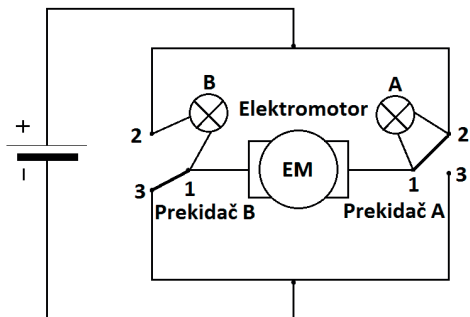 B
A
Elektromotor
+
2
2
EM
–
3
1
1
3
Prekidač B
Prekidač A